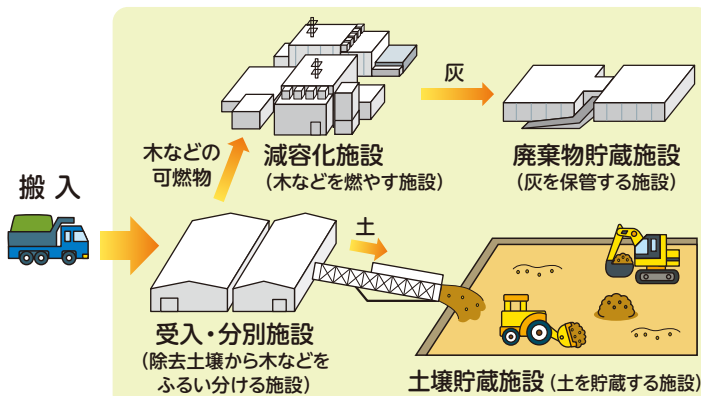 搬入
木などの
可燃物
減容化施設
(木などを燃やす施設)
灰
廃棄物貯蔵施設
(灰を保管する施設)
土
受入・分別施設
(除去土壌から木などを
ふるい分ける施設)
土壌貯蔵施設(土を貯蔵する施設)